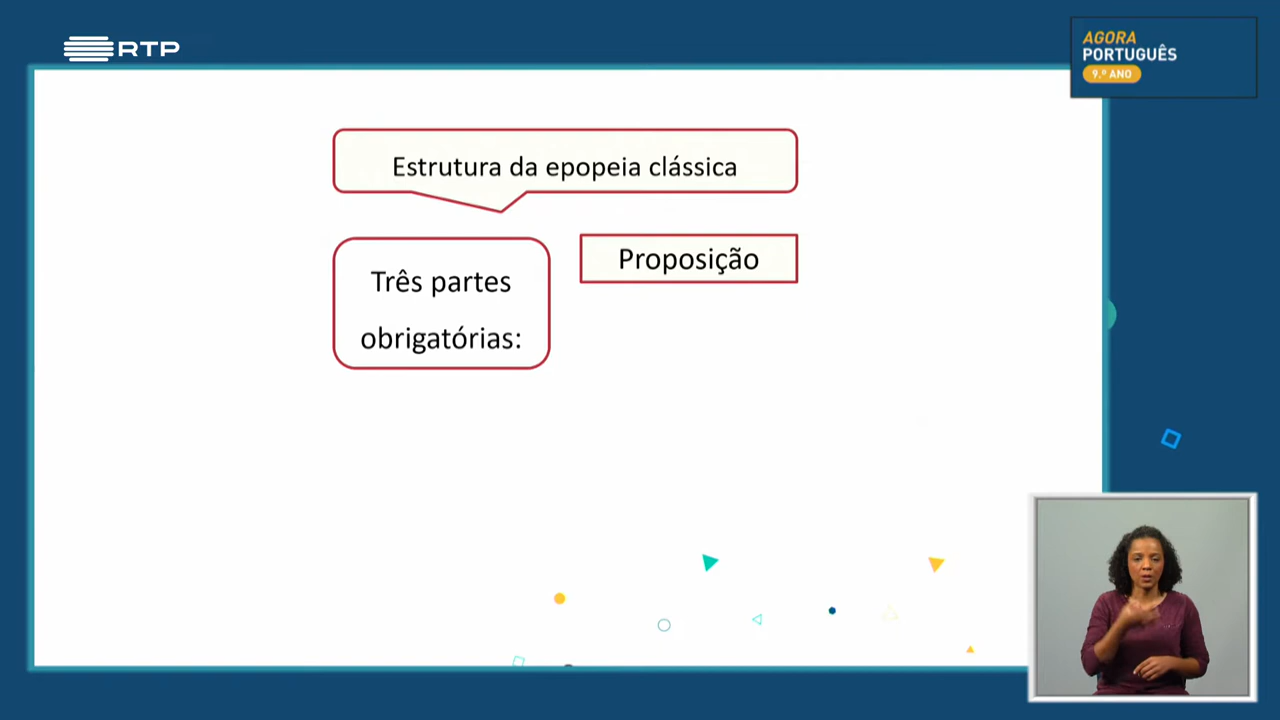 RTP
AGORA
PORTUGUÊS
9.º ANO
Estrutura da epopeia clássica
Três partes
obrigatórias:
Proposição